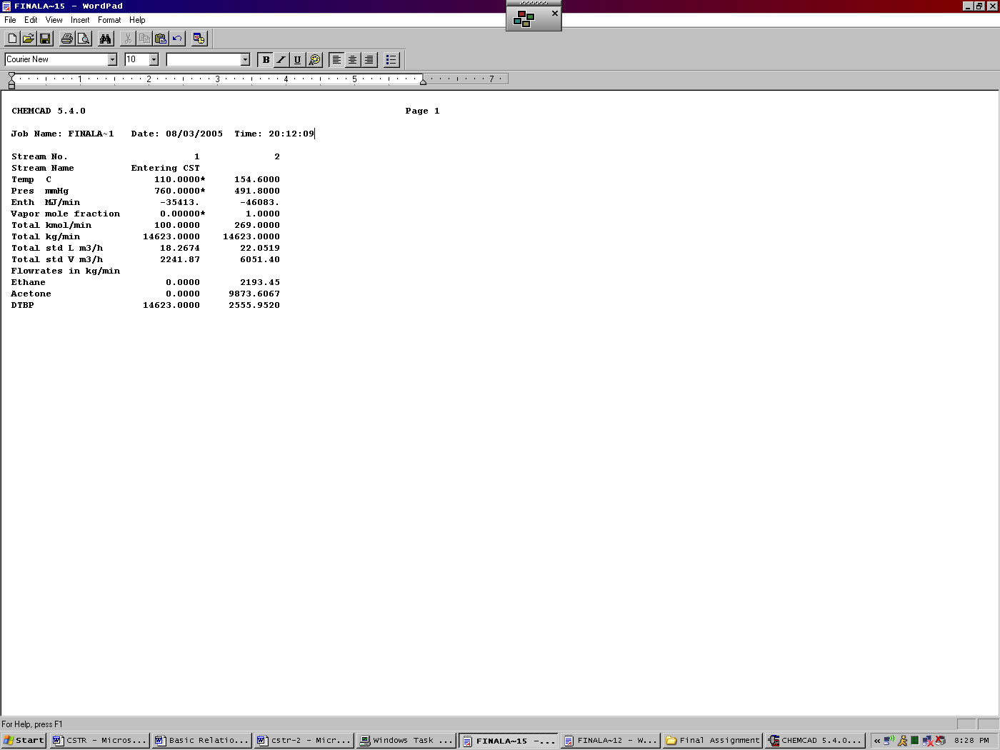 FINALA~15 - WordPad
File Edit View Insert Format Help
Courier New 10
B I U
1 2 3 4 5 7
CHEMCAD 5.4.0 Page 1
Job Name: FINALA~1 Date: 08/03/2005 Time: 20:12:09
Stream No. 1 2
Stream Name Entering CST
Temp C 110.0000* 154.6000
Pres mmHg 760.0000* 491.8000
Enth MJ/min -35413. -46083.
Vapor mole fraction 0.00000* 1.0000
Total kmol/min 100.0000 269.0000
Total kg/min 14623.0000 14623.0000
Total std L m3/h 18.2674 22.0519
Total std V m3/h 2241.87 6051.40
Flowrates in kg/min
Ethane 0.0000 2193.45
Acetone 0.0000 9873.6067
DTBP 14623.0000 2555.9520
For Help, press F1
Start CSTR - Micros... Basic Relatio... cstr-2 - Micr... Windows Task ... FINALA~15 -... FINALA~12 - W... Final Assignment CHEMCAD 5.4.0... « 8:28 PM